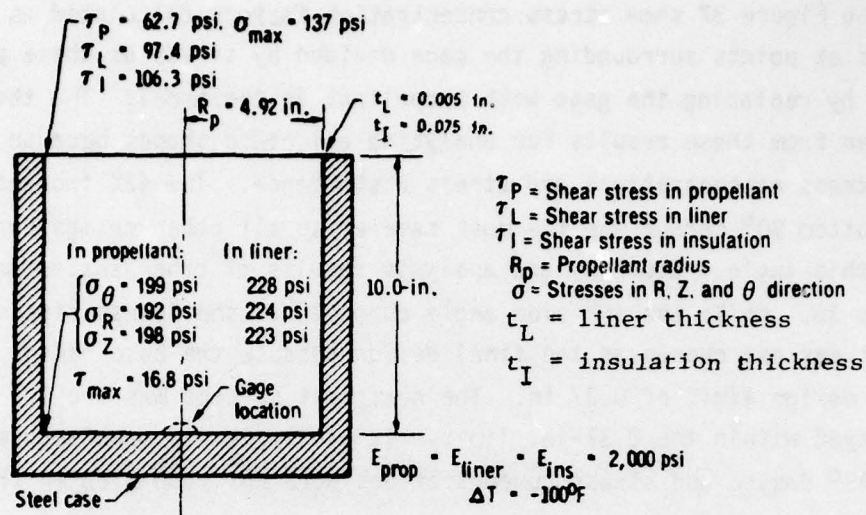 τP = 62.7 psi, σmax = 137 psi
τL = 97.4 psi
τI = 106.3 psi
Rp = 4.92 in.
tL = 0.005 in.
tI = 0.075 in.
In propellant: In liner:
σθ = 199 psi 228 psi
σR = 192 psi 224 psi
σZ = 198 psi 223 psi
τmax = 16.8 psi
Gage location
10.0-in.
τP = Shear stress in propellant
τL = Shear stress in liner
τI = Shear stress in insulation
Rp = Propellant radius
σ = Stresses in R, Z, and θ direction
tL = liner thickness
tI = insulation thickness
Eprop = Eliner = Eins = 2,000 psi
ΔT = -100⁰F
Steel case